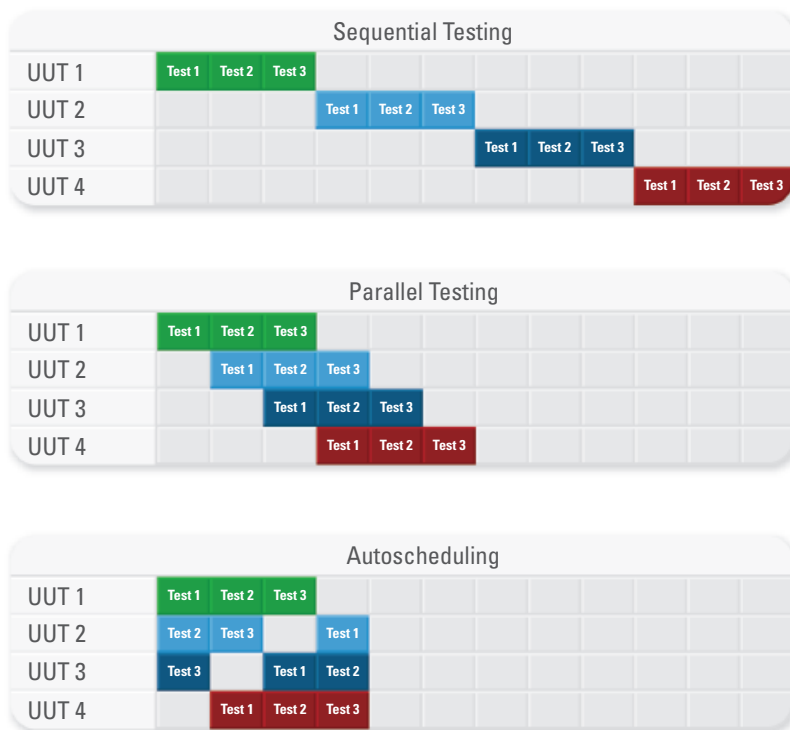 Sequential Testing
UUT 1 Test 1 Test 2 Test 3
UUT 2 Test 1 Test 2 Test 3
UUT 3 Test 1 Test 2 Test 3
UUT 4 Test 1 Test 2 Test 3
Parallel Testing
UUT 1 Test 1 Test 2 Test 3
UUT 2 Test 1 Test 2 Test 3
UUT 3 Test 1 Test 2 Test 3
UUT 4 Test 1 Test 2 Test 3
Autoscheduling
UUT 1 Test 1 Test 2 Test 3
UUT 2 Test 2 Test 3 Test 1
UUT 3 Test 3 Test 1 Test 2
UUT 4 Test 1 Test 2 Test 3